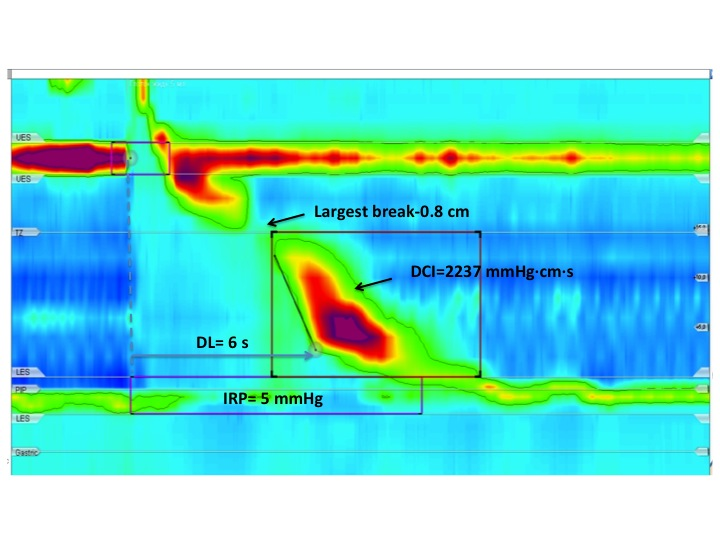 UES
UES
Largest break-0.8 cm
TZ
DCI=2237 mmHg·cm·s
DL= 6 s
LES
PIP
IRP= 5 mmHg
LES
Gastric